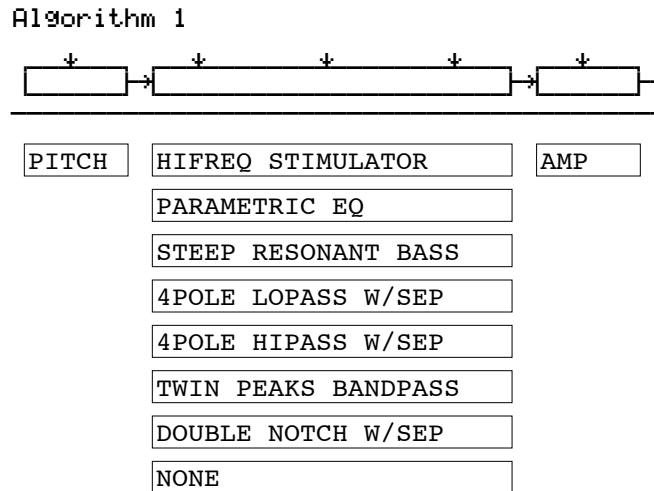 Algorithm 1
PITCH HIFREQ STIMULATOR AMP
PARAMETRIC EQ
STEEP RESONANT BASS
4POLE LOPASS W/SEP
4POLE HIPASS W/SEP
TWIN PEAKS BANDPASS
DOUBLE NOTCH W/SEP
NONE